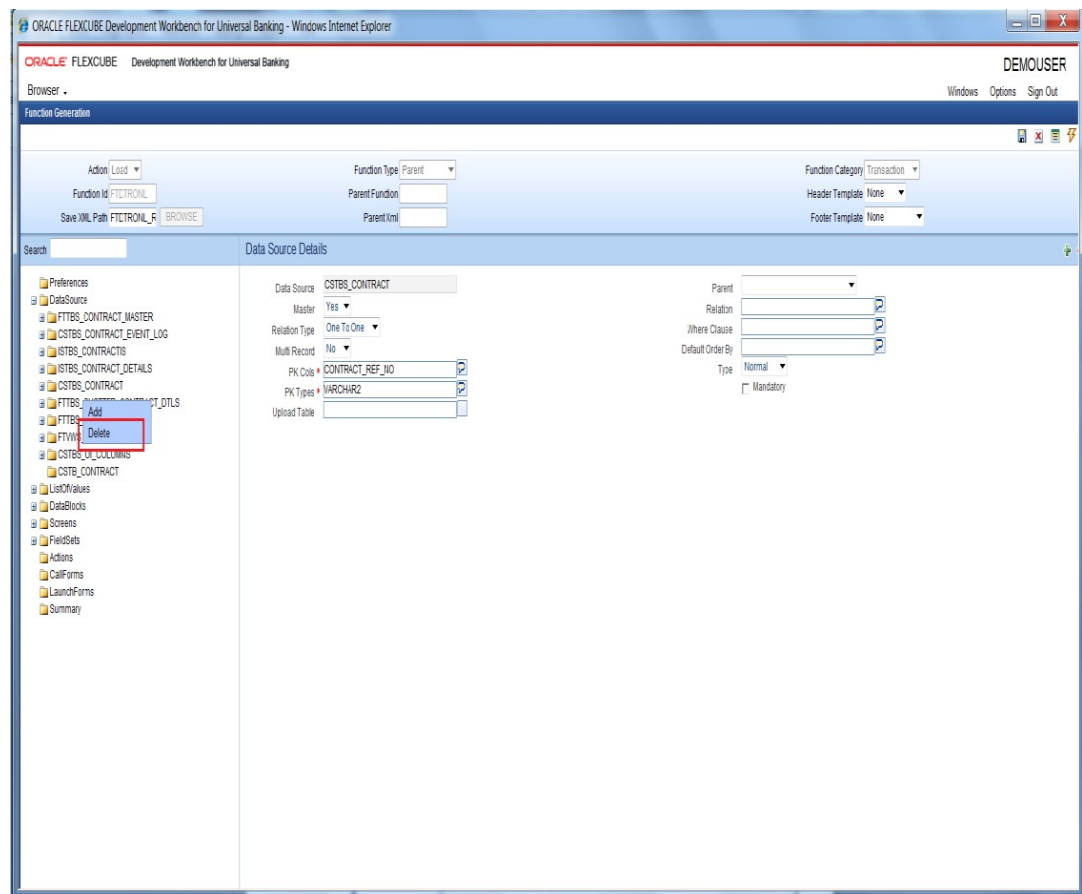 ORACLE FLEXCUBE Development Workbench for Universal Banking - Windows Internet Explorer
ORACLE FLEXCUBE Development Workbench for Universal Banking
DEMOUSER
Browser
Windows Options Sign Out
Function Generation
Action Load Function Type Parent Function Category Transaction
Function Id FTCTRONL Parent Function Header Template None
Save XML Path FTCTRONL_R BROWSE Parent Xml Footer Template None
Search
Data Source Details
Preferences
DataSource
FTTBS_CONTRACT_MASTER
CSTBS_CONTRACT_EVENT_LOG
ISTBS_CONTRACTIS
ISTBS_CONTRACT_DETAILS
CSTBS_CONTRACT
FTTBS_ CONTRACT_DTLS
FTTBS_
FTVWS
CSTBS_UI_COLUMNS
CSTB_CONTRACT
ListOfValues
DataBlocks
Screens
FieldSets
Actions
CallForms
LaunchForms
Summary
Add
Delete
Data Source CSTBS_CONTRACT Parent
Master Yes Relation
Relation Type One To One Where Clause
Multi Record No Default Order By
PK Cols * CONTRACT_REF_NO Type Normal
PK Types * VARCHAR2 Mandatory
Upload Table